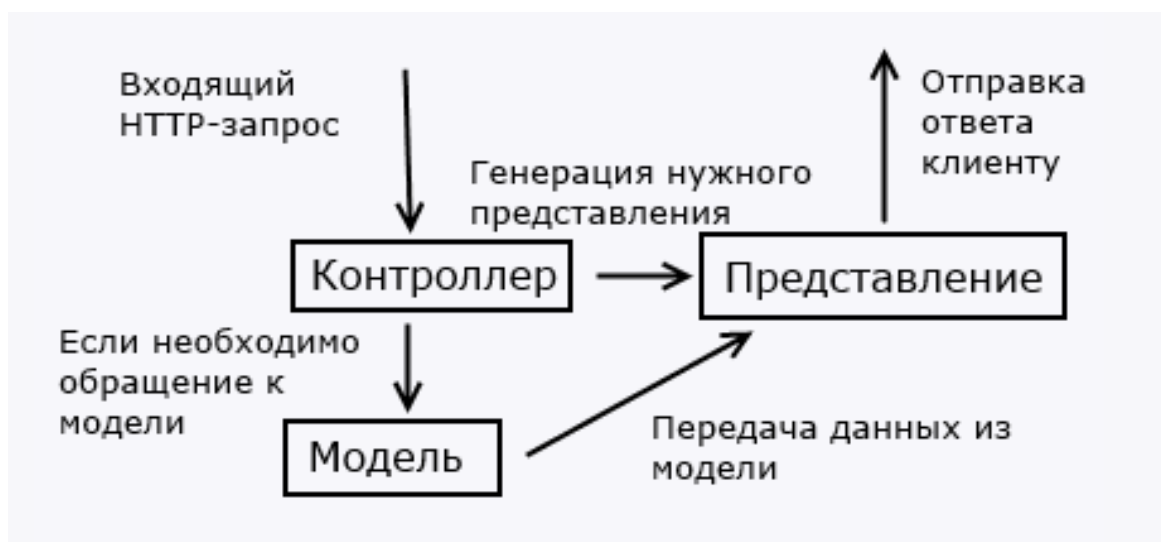 Входящий
HTTP-запрос
Отправка
ответа
клиенту
Генерация нужного
представления
Контроллер
Представление
Если необходимо
обращение к
модели
Модель
Передача данных из
модели